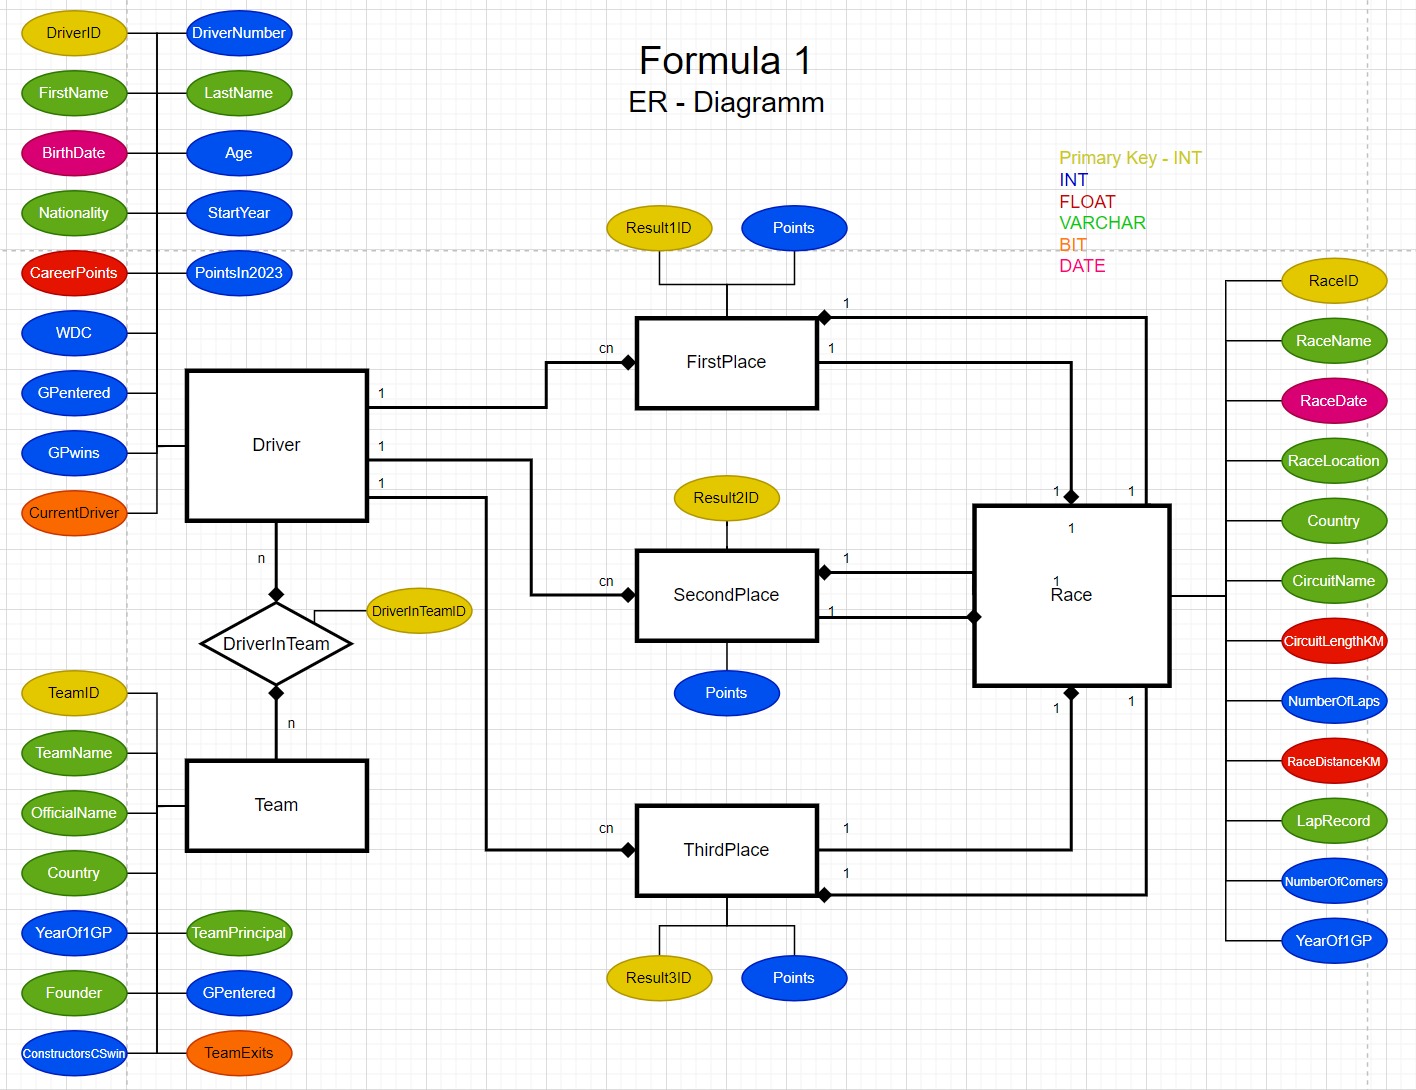 Formula 1
ER - Diagramm
Primary Key - INT
INT
FLOAT
VARCHAR
BIT
DATE
DriverID
DriverNumber
FirstName
LastName
BirthDate
Age
Nationality
StartYear
CareerPoints
PointsIn2023
WDC
GPentered
GPwins
CurrentDriver
Driver
1
1
1
n
DriverInTeam
DriverInTeamID
n
Team
TeamID
TeamName
OfficialName
Country
YearOf1GP
TeamPrincipal
Founder
GPentered
ConstructorsCSwin
TeamExits
Result1ID
Points
cn
FirstPlace
1
1
Result2ID
cn
SecondPlace
1
1
Points
cn
ThirdPlace
1
1
Result3ID
Points
1
1
1
1
Race
1
1
RaceID
RaceName
RaceDate
RaceLocation
Country
CircuitName
CircuitLengthKM
NumberOfLaps
RaceDistanceKM
LapRecord
NumberOfCorners
YearOf1GP